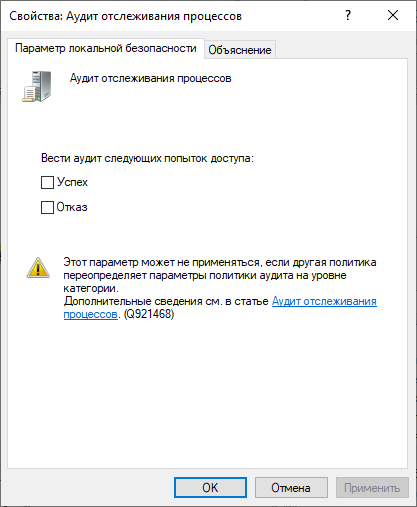 Свойства: Аудит отслеживания процессов
Параметр локальной безопасности
Объяснение
Аудит отслеживания процессов
Вести аудит следующих попыток доступа:
Успех
Отказ
Этот параметр может не применяться, если другая политика
переопределяет параметры политики аудита на уровне
категории.
Дополнительные сведения см. в статье Аудит отслеживания
процессов. (Q921468)
OK
Отмена
Применить